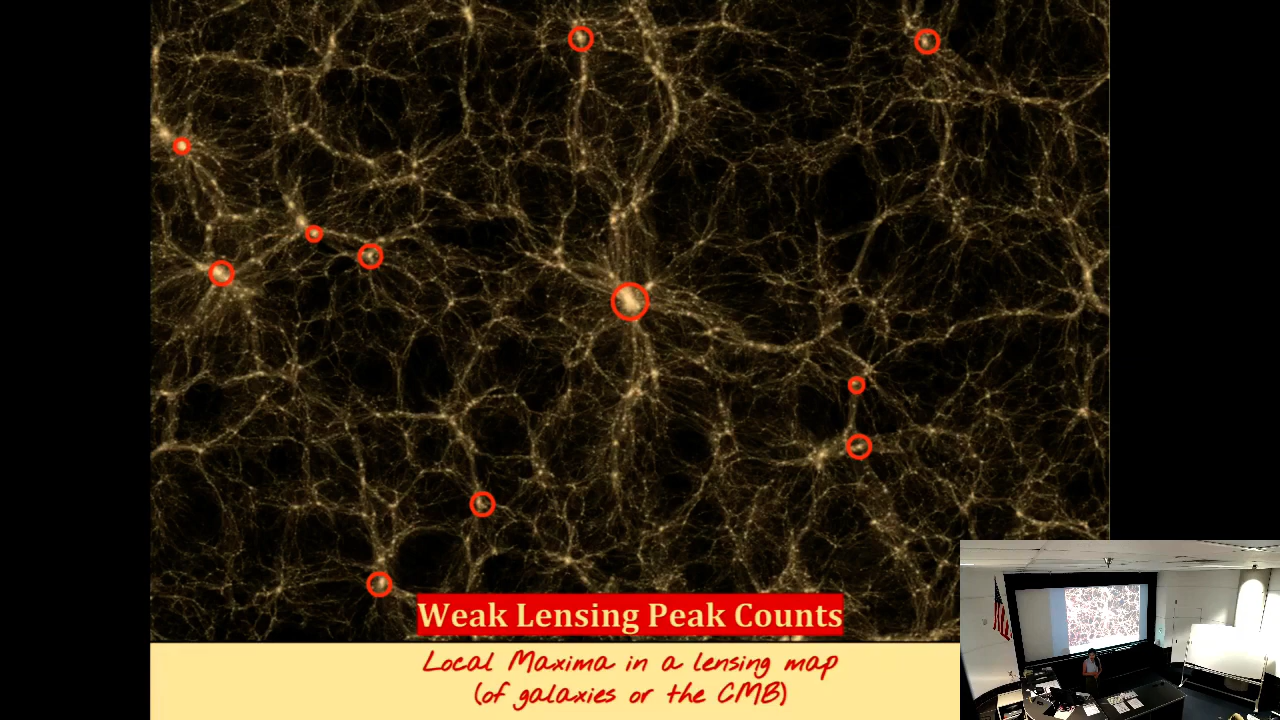 Weak Lensing Peak Counts
Local Maxima in a lensing map
(of galaxies or the CMB)